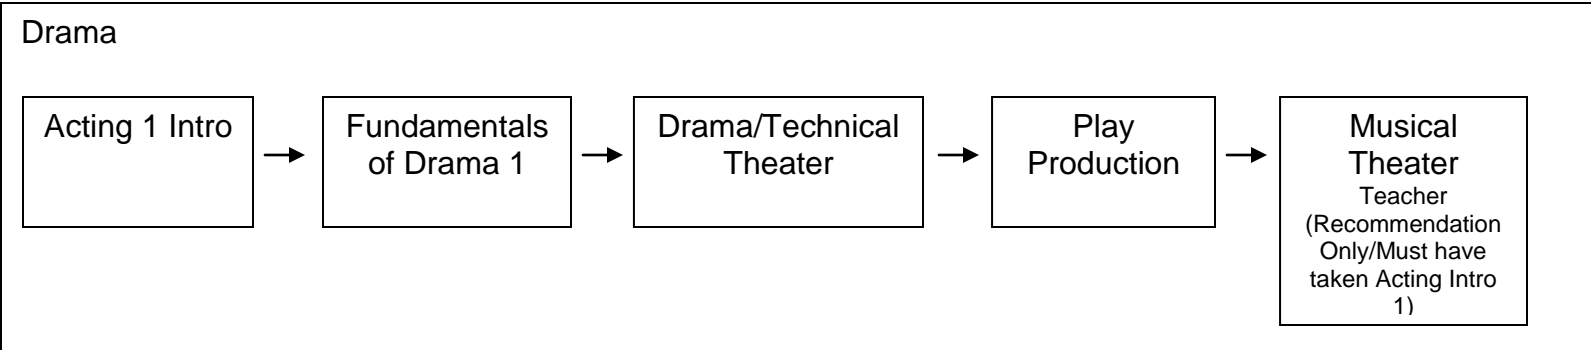 Drama
Acting 1 Intro
Fundamentals
of Drama 1
Drama/Technical
Theater
Play
Production
Musical
Theater
Teacher
(Recommendation
Only/Must have
taken Acting Intro
1)